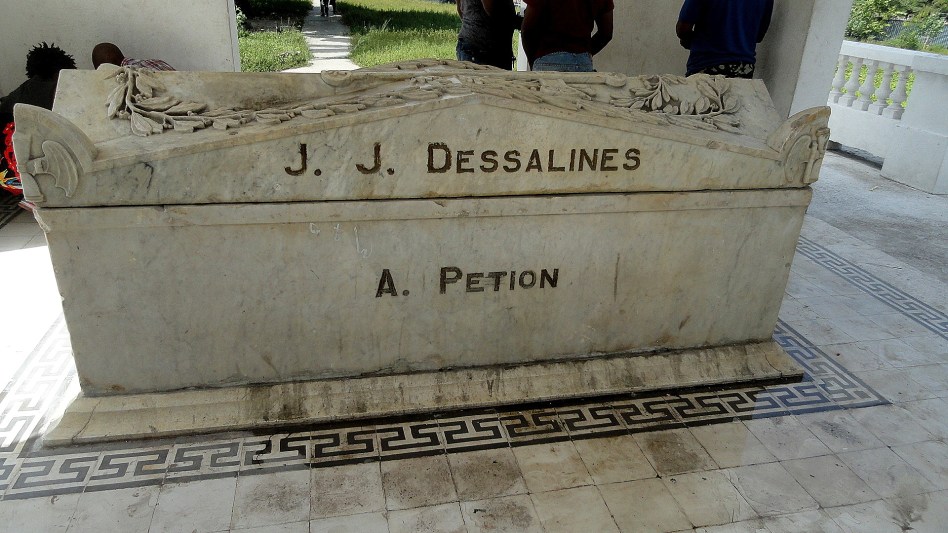 J. J. DESSALINES
A. PETION